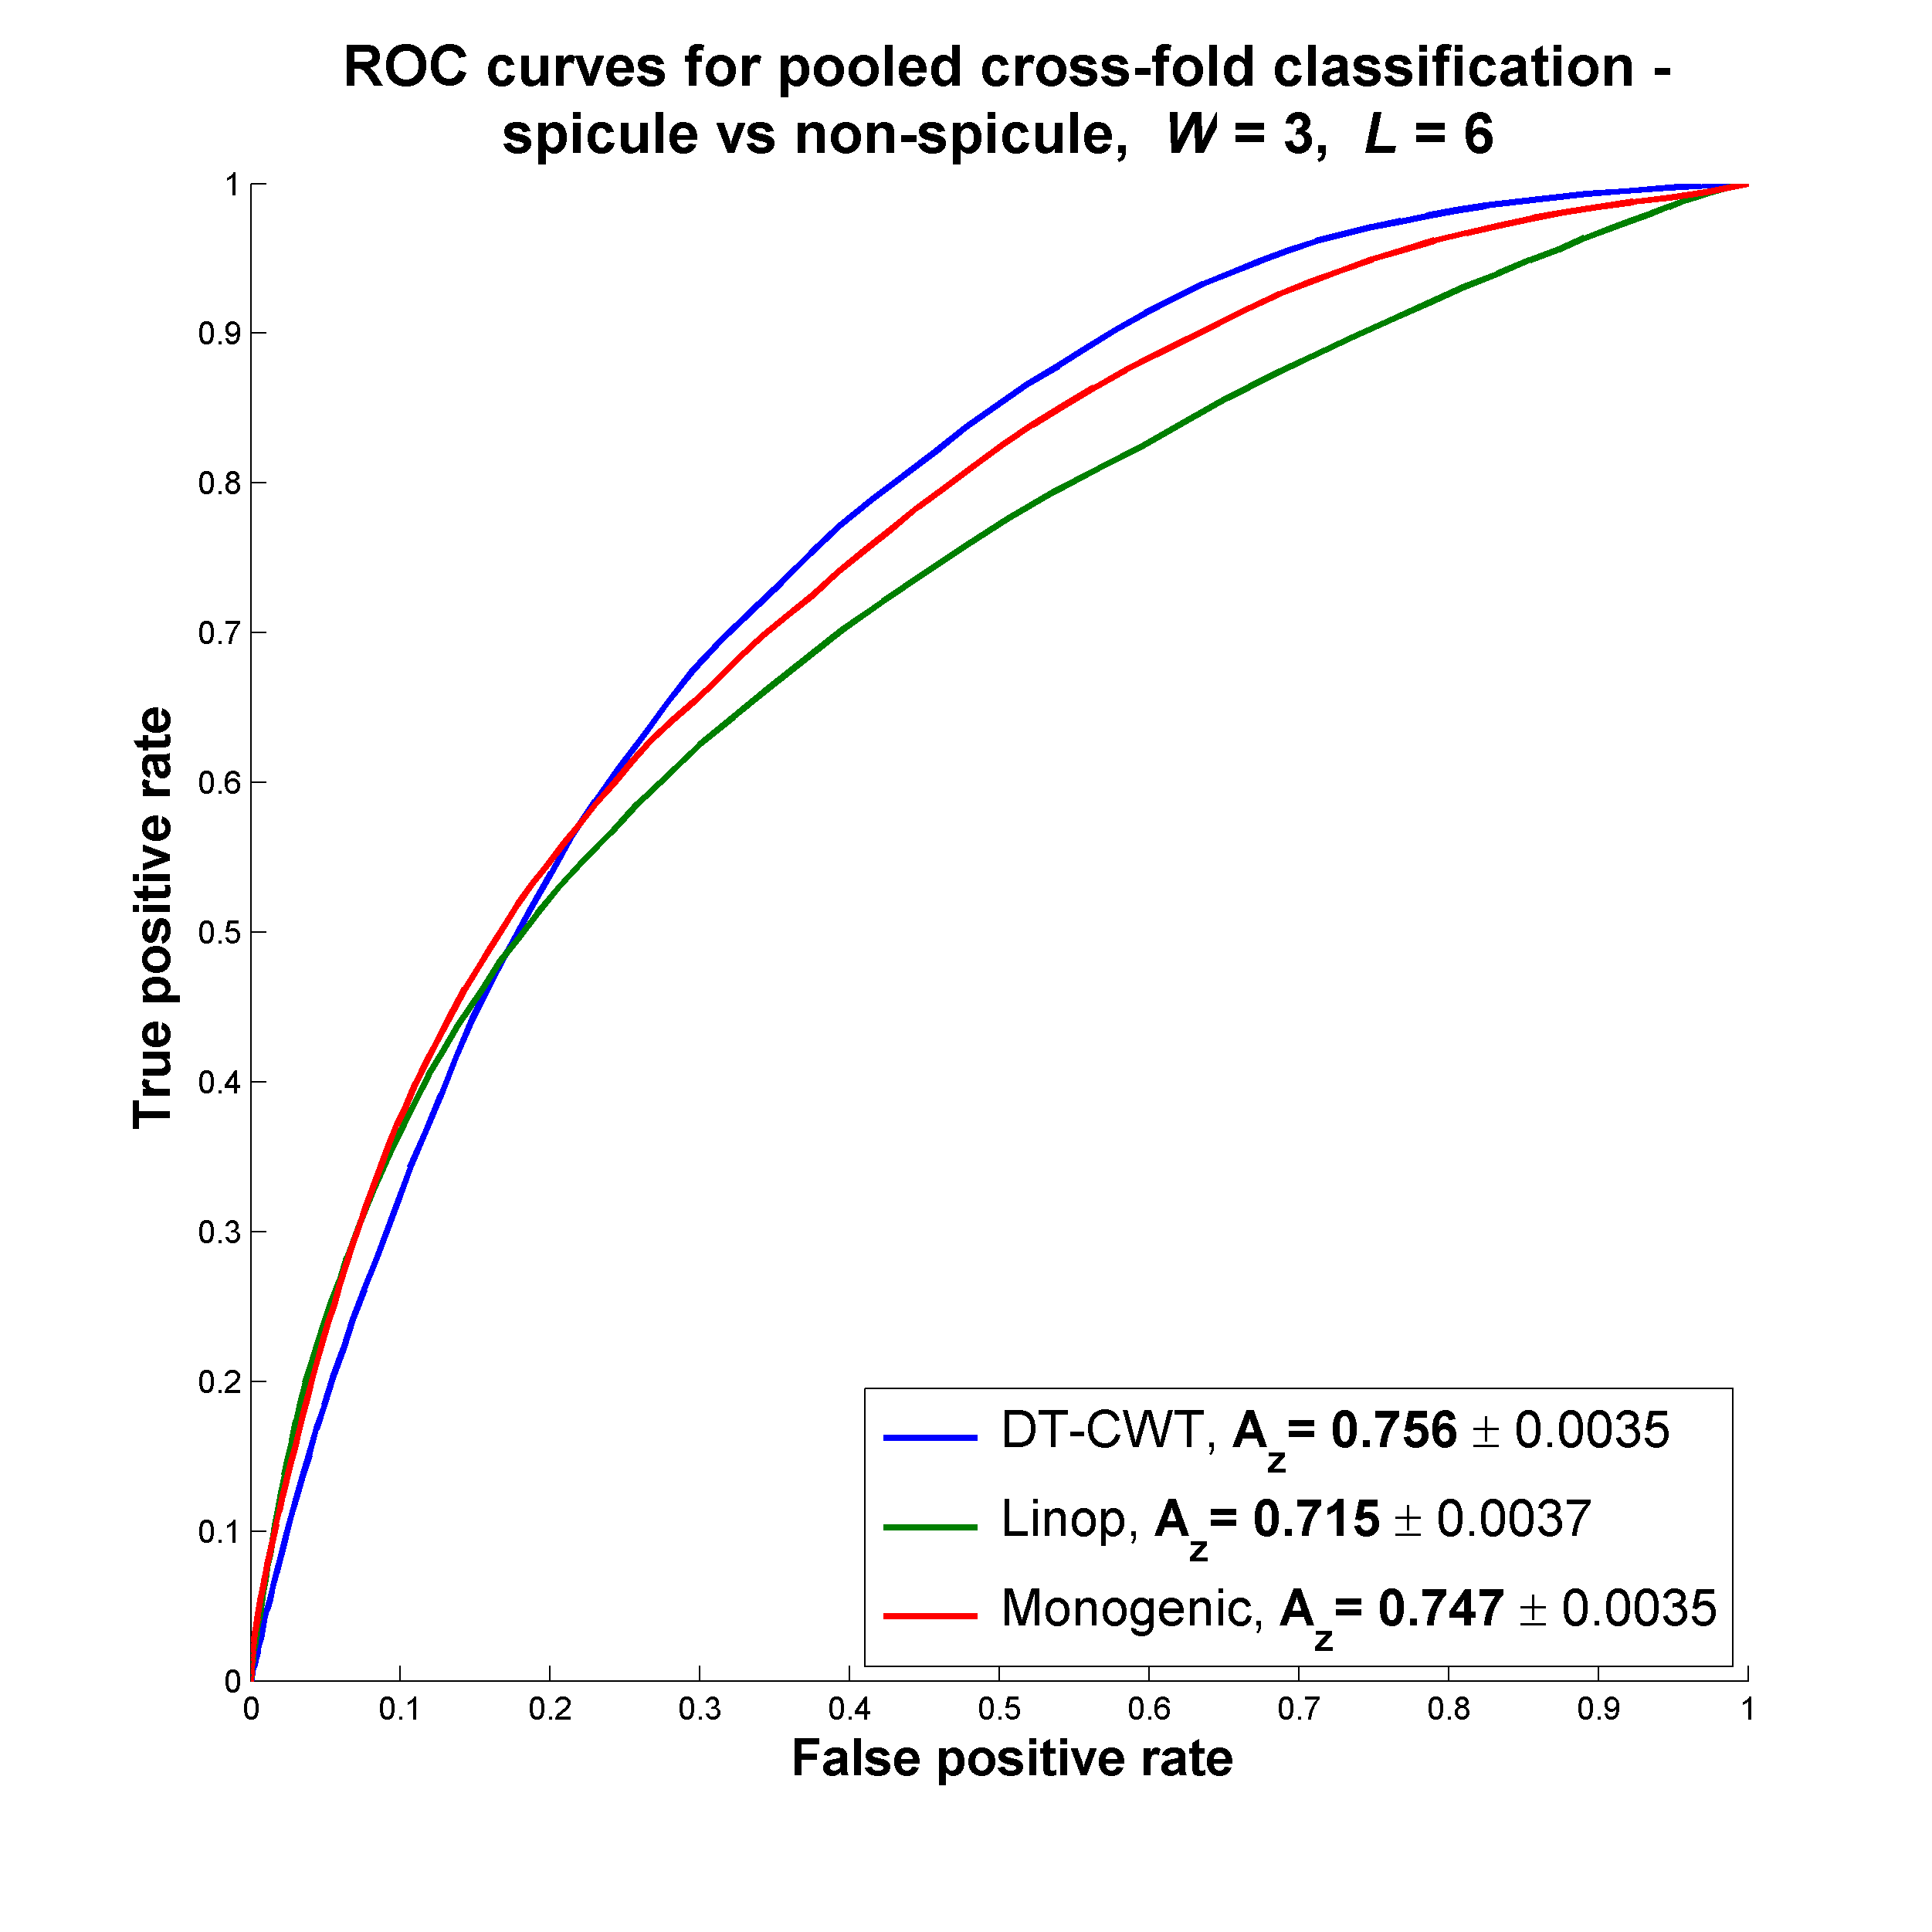 ROC curves for pooled cross-fold classification -
spicule vs non-spicule, W = 3, L = 6
1
0.9
0.8
0.7
0.6
0.5
0.4
0.3
0.2
0.1
0
True positive rate
DT-CWT, Az= 0.756 ± 0.0035
Linop, Az= 0.715 ± 0.0037
Monogenic, Az= 0.747 ± 0.0035
0 0.1 0.2 0.3 0.4 0.5 0.6 0.7 0.8 0.9 1
False positive rate